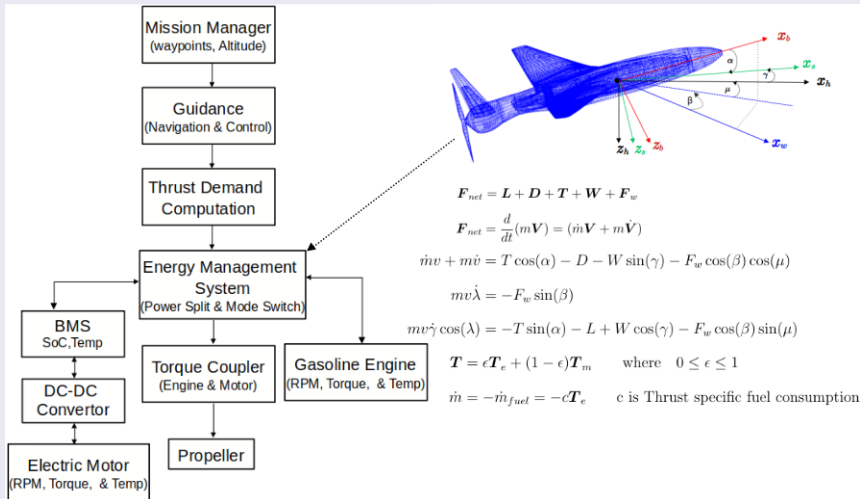 Mission Manager
(waypoints, Altitude)
Guidance
(Navigation & Control)
Thrust Demand
Computation
Energy Management
System
(Power Split & Mode Switch)
BMS
SoC,Temp
DC-DC
Convertor
Electric Motor
(RPM, Torque, & Temp)
Torque Coupler
(Engine & Motor)
Propeller
Gasoline Engine
(RPM, Torque, & Temp)
x_b
α
x_s
γ
x_h
μ
β
x_w
z_h
z_s
z_b
F_net = L + D + T + W + F_w
F_net = d/dt (mV) = (ṁV + mV̇)
ṁv + mv̇ = T cos(α) − D − W sin(γ) − F_w cos(β) cos(μ)
mvλ̇ = −F_w sin(β)
mvγ̇ cos(λ) = −T sin(α) − L + W cos(γ) − F_w cos(β) sin(μ)
T = ϵT_e + (1 − ϵ)T_m where 0 ≤ ϵ ≤ 1
ṁ = −ṁ_fuel = −cT_e c is Thrust specific fuel consumption